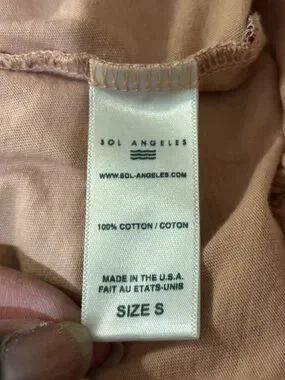 SOL ANGELES
WWW.SOL-ANGELES.COM
100% COTTON / COTON
MADE IN THE U.S.A.
FAIT AU ETATS-UNIS
SIZE S